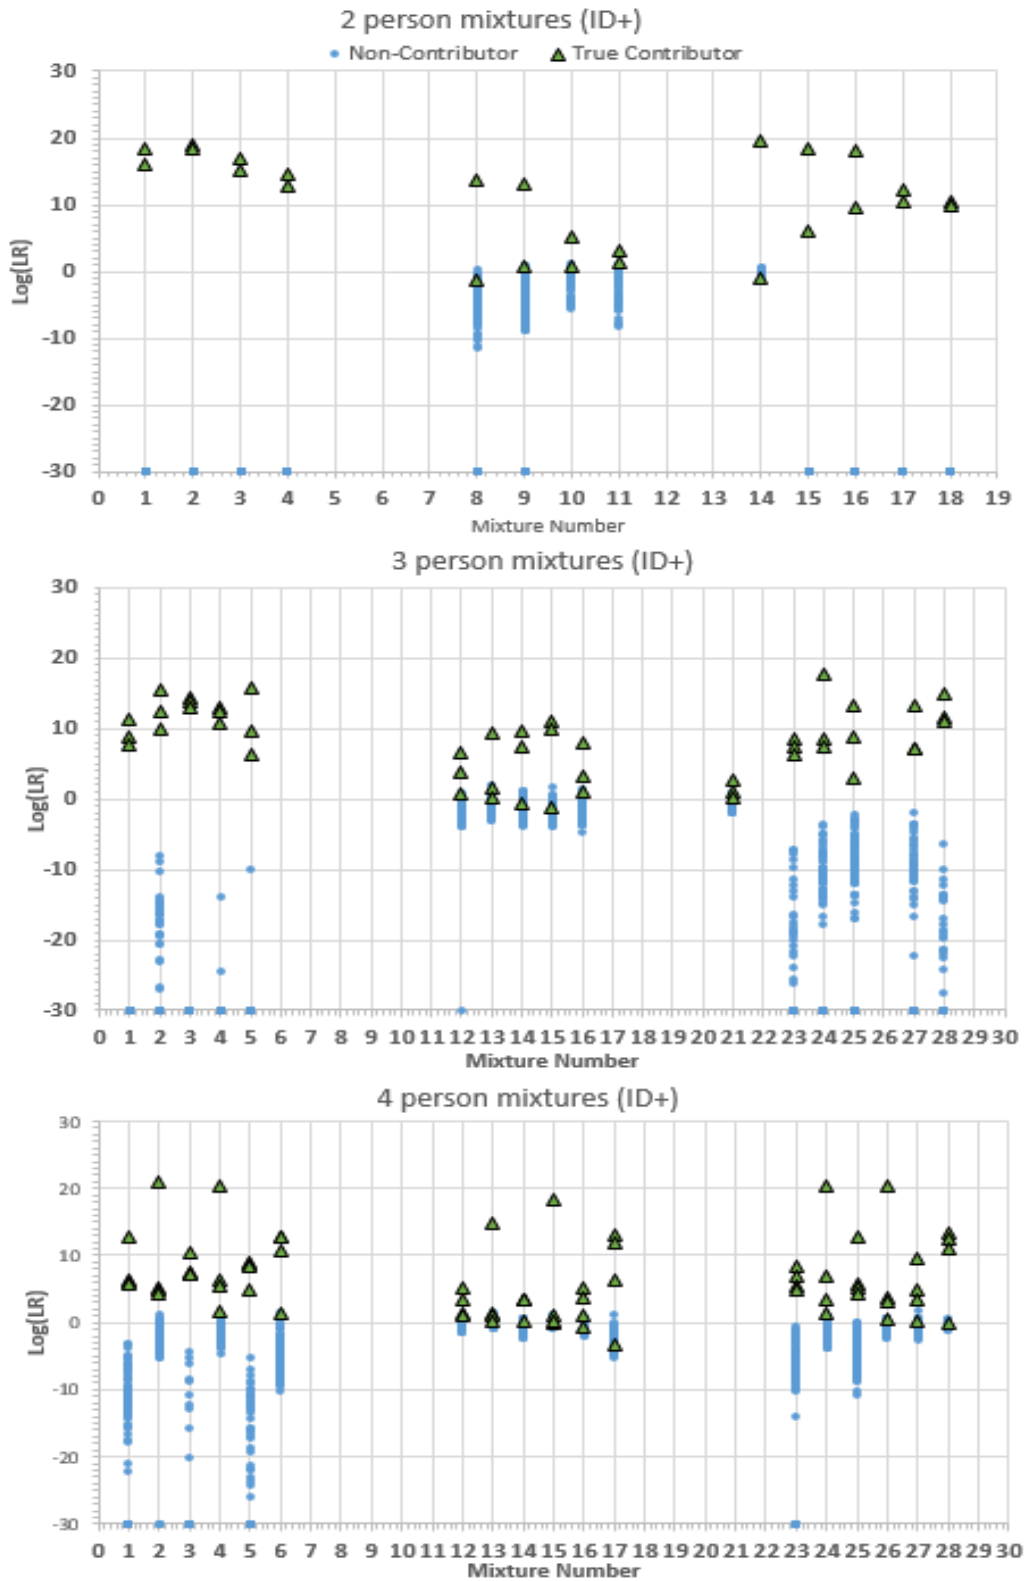 2 person mixtures (ID+)
Non-Contributor True Contributor
30
20
10
0
-10
-20
-30
Log(LR)
0 1 2 3 4 5 6 7 8 9 10 11 12 13 14 15 16 17 18 19
Mixture Number
3 person mixtures (ID+)
30
20
10
0
-10
-20
-30
Log(LR)
0 1 2 3 4 5 6 7 8 9 10 11 12 13 14 15 16 17 18 19 20 21 22 23 24 25 26 27 28 29 30
Mixture Number
4 person mixtures (ID+)
30
20
10
0
-10
-20
-30
Log(LR)
0 1 2 3 4 5 6 7 8 9 10 11 12 13 14 15 16 17 18 19 20 21 22 23 24 25 26 27 28 29 30
Mixture Number